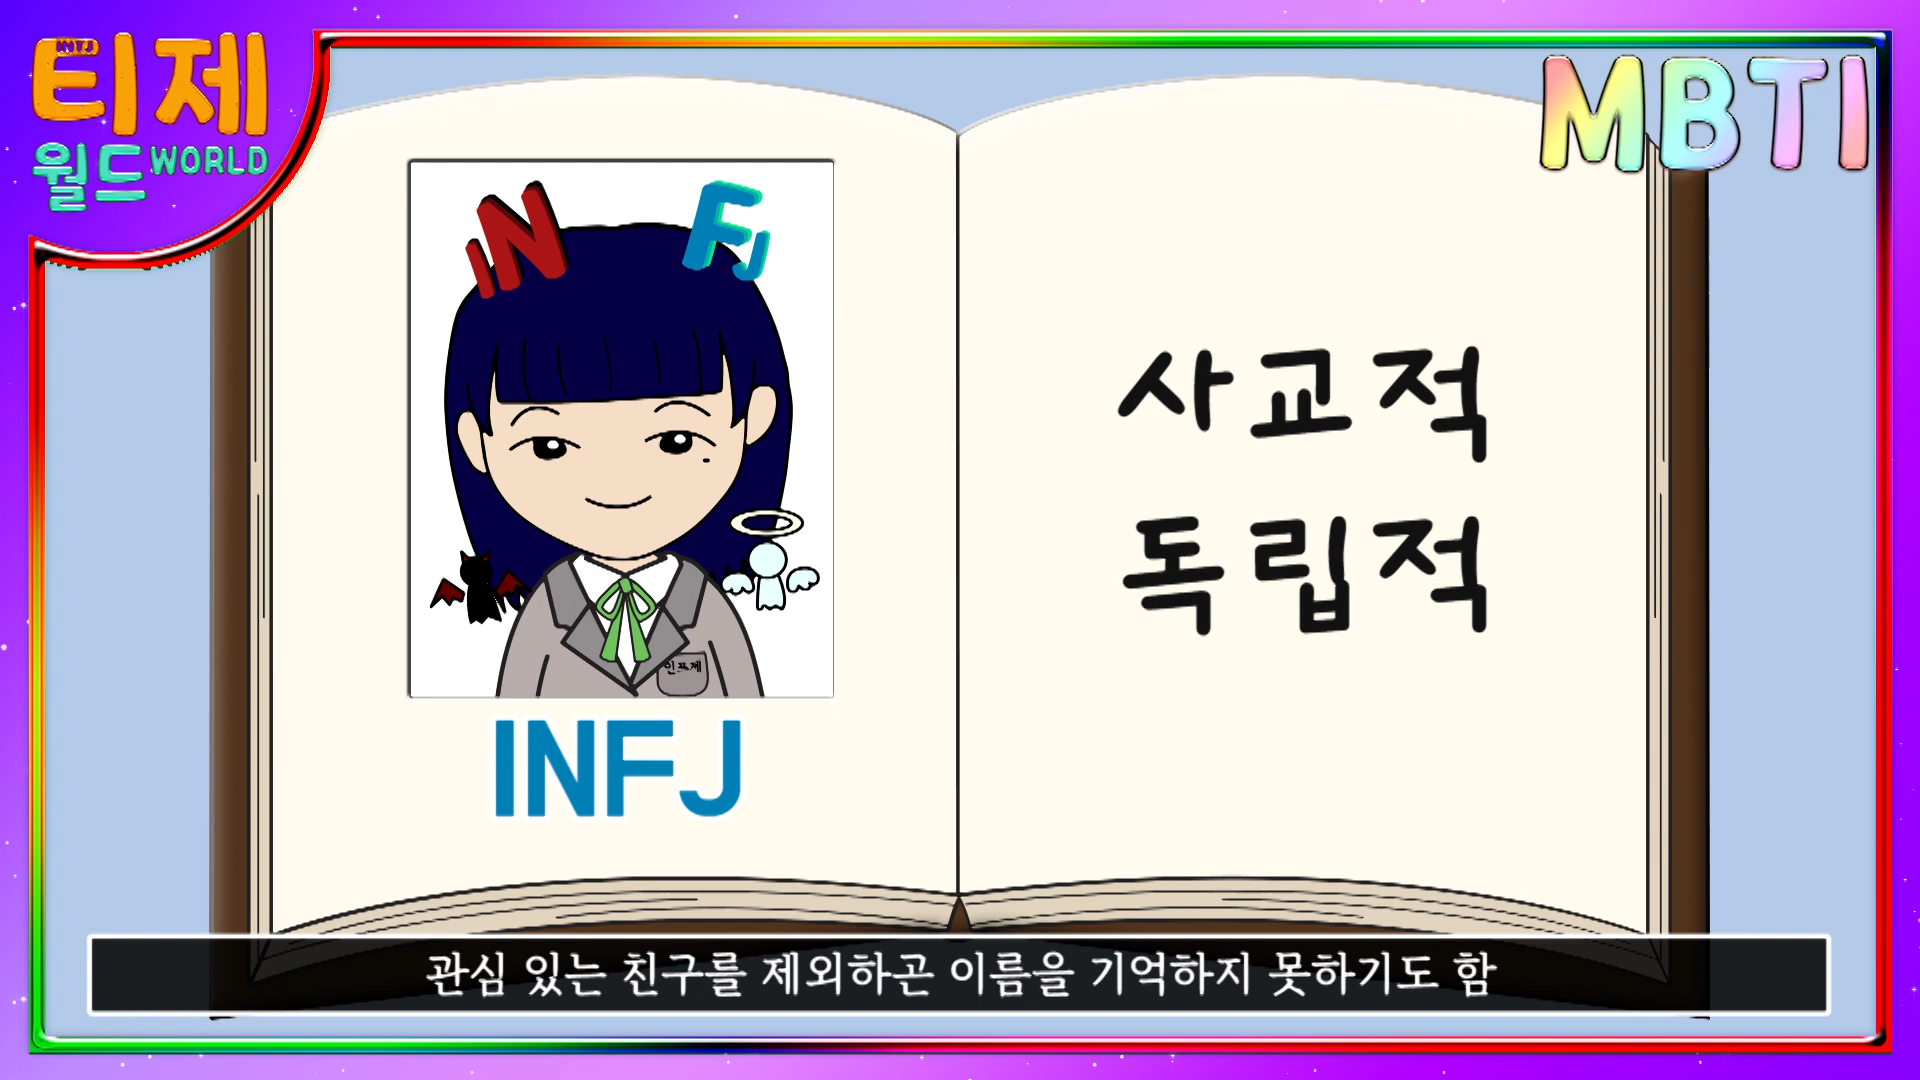 INTJ
티제
월드 WORLD
MBTI
IN FJ
인프제
INFJ
사교적
독립적
관심 있는 친구를 제외하곤 이름을 기억하지 못하기도 함